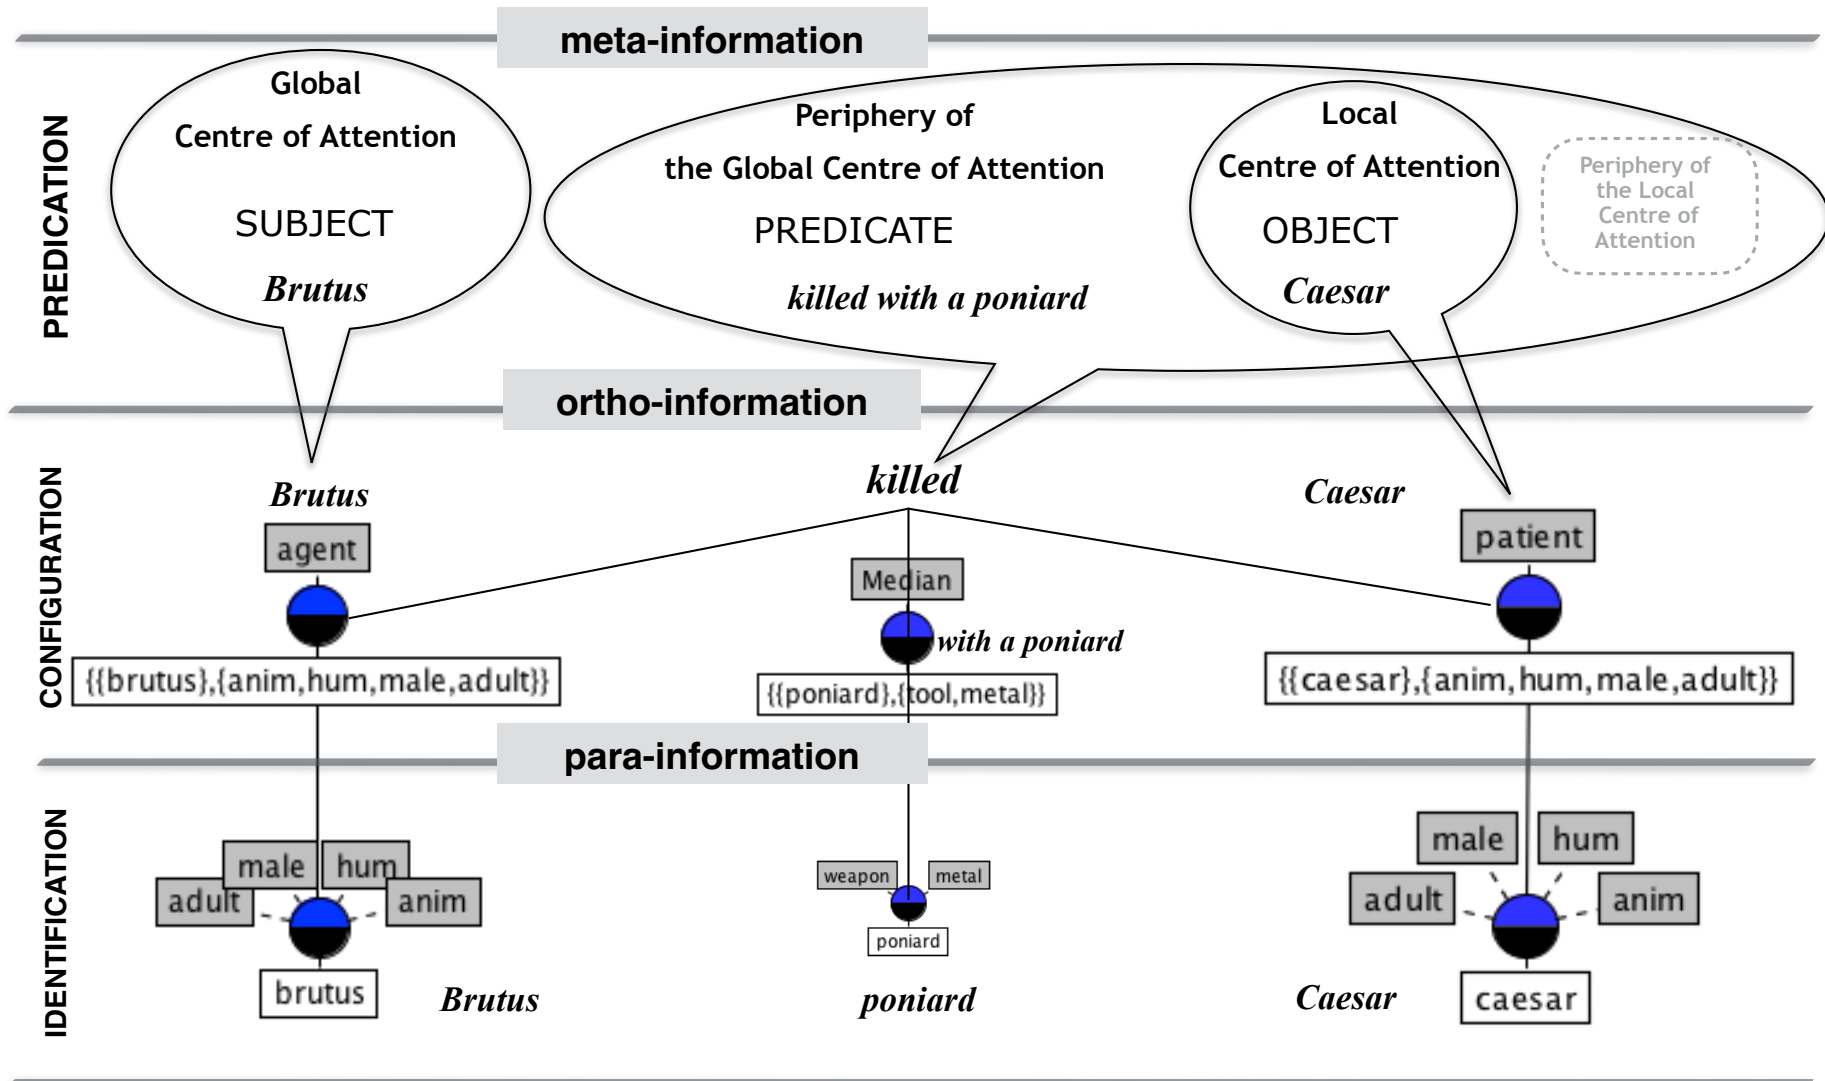 meta-information
PREDICATION
Global
Centre of Attention
SUBJECT
Brutus
Periphery of
the Global Centre of Attention
PREDICATE
killed with a poniard
Local
Centre of Attention
OBJECT
Caesar
Periphery of
the Local
Centre of
Attention
ortho-information
CONFIGURATION
Brutus
agent
{{brutus},{anim,hum,male,adult}}
killed
Median
with a poniard
{{poniard},{tool,metal}}
Caesar
patient
{{caesar},{anim,hum,male,adult}}
para-information
IDENTIFICATION
male hum
adult anim
brutus
Brutus
weapon metal
poniard
poniard
male hum
adult anim
Caesar
caesar